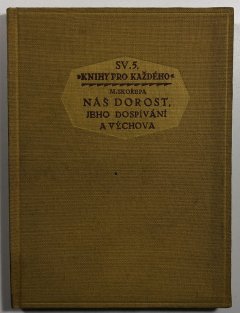 SV. 5.
»KNIHY PRO KAŽDÉHO«
M. SKOŘEPA
NÁŠ DOROST,
JEHO DOSPÍVÁNÍ
A VÝCHOVA